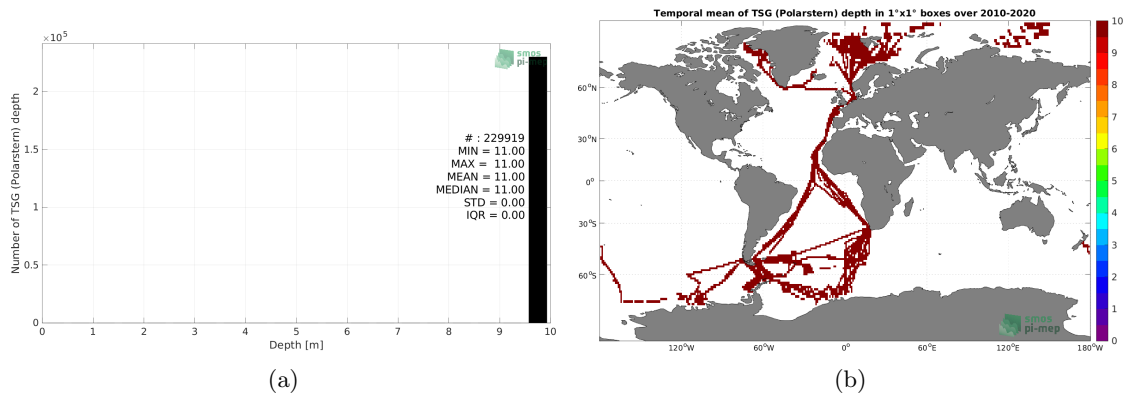 ×10⁵
smos
pi-mep
2
1.5
1
0.5
0
Number of TSG (Polarstern) depth
# : 229919
MIN = 11.00
MAX = 11.00
MEAN = 11.00
MEDIAN = 11.00
STD = 0.00
IQR = 0.00
0 1 2 3 4 5 6 7 8 9 10
Depth [m]
(a)
Temporal mean of TSG (Polarstern) depth in 1°x1° boxes over 2010-2020
60°N
30°N
0°
30°S
60°S
120°W 60°W 0° 60°E 120°E 180°W
smos
pi-mep
10
9
8
7
6
5
4
3
2
1
0
(b)